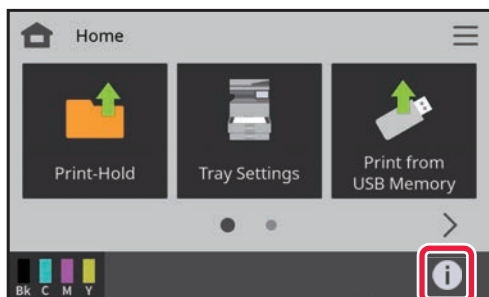 Home
Print-Hold
Tray Settings
Print from
USB Memory
Bk C M Y
i